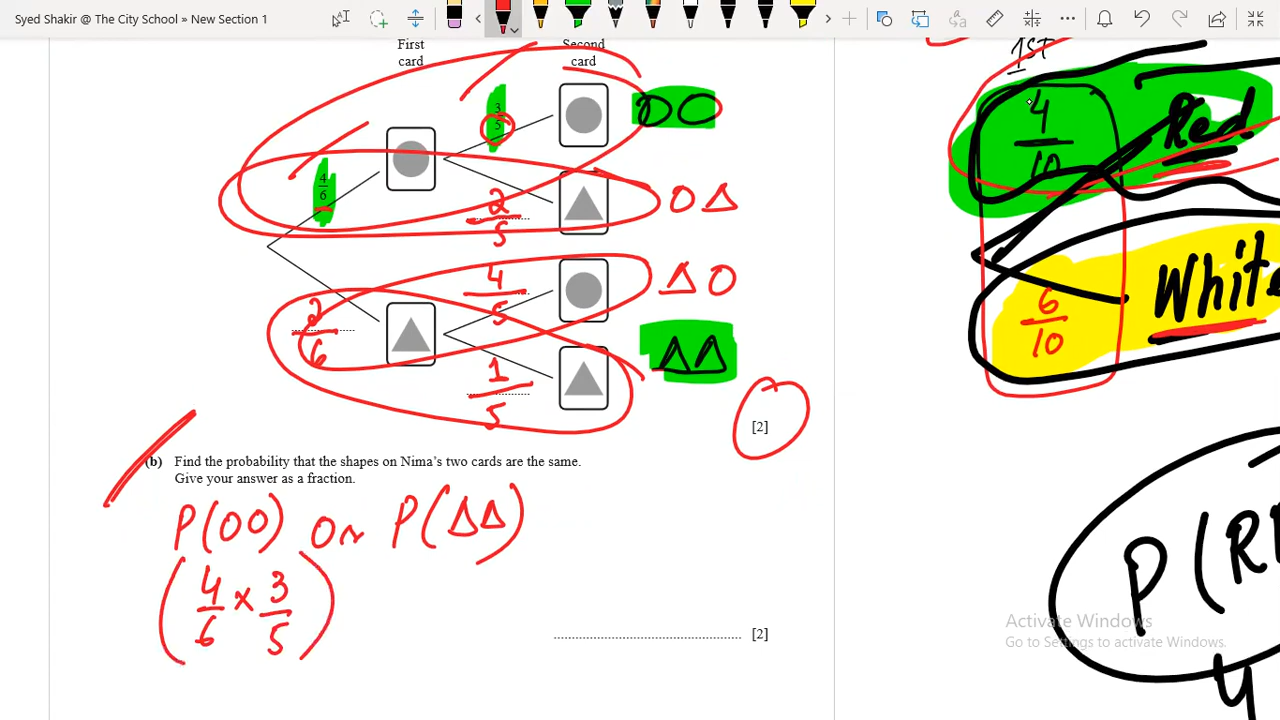 Syed Shakir @ The City School » New Section 1
First
card
Second
card
1ST
3/5
OO
4/6
2/5
O Δ
4/5
Δ O
2/6
1/5
Δ Δ
[2]
4/10
Red
6/10
White
(b) Find the probability that the shapes on Nima's two cards are the same.
Give your answer as a fraction.
P(OO) Or P(ΔΔ)
(4/6 × 3/5)
[2]
P(R
4
Activate Windows
Go to Settings to activate Windows.